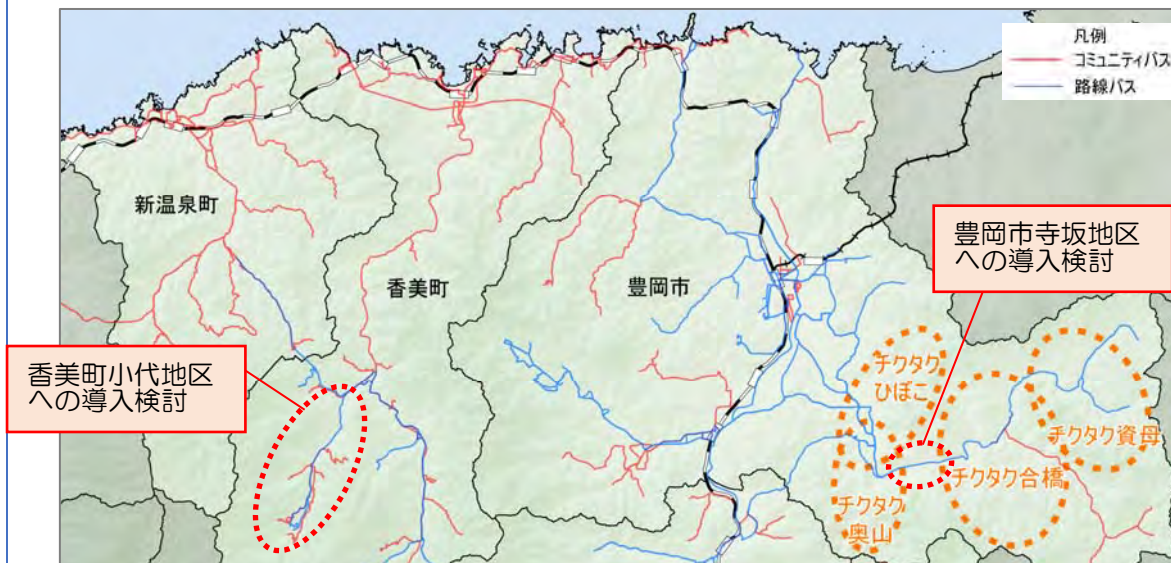 凡例
コミュニティバス
路線バス
新温泉町
香美町
豊岡市
豊岡市寺坂地区
への導入検討
香美町小代地区
への導入検討
チクタク
ひぼこ
チクタク資母
チクタク合橋
チクタク
奥山